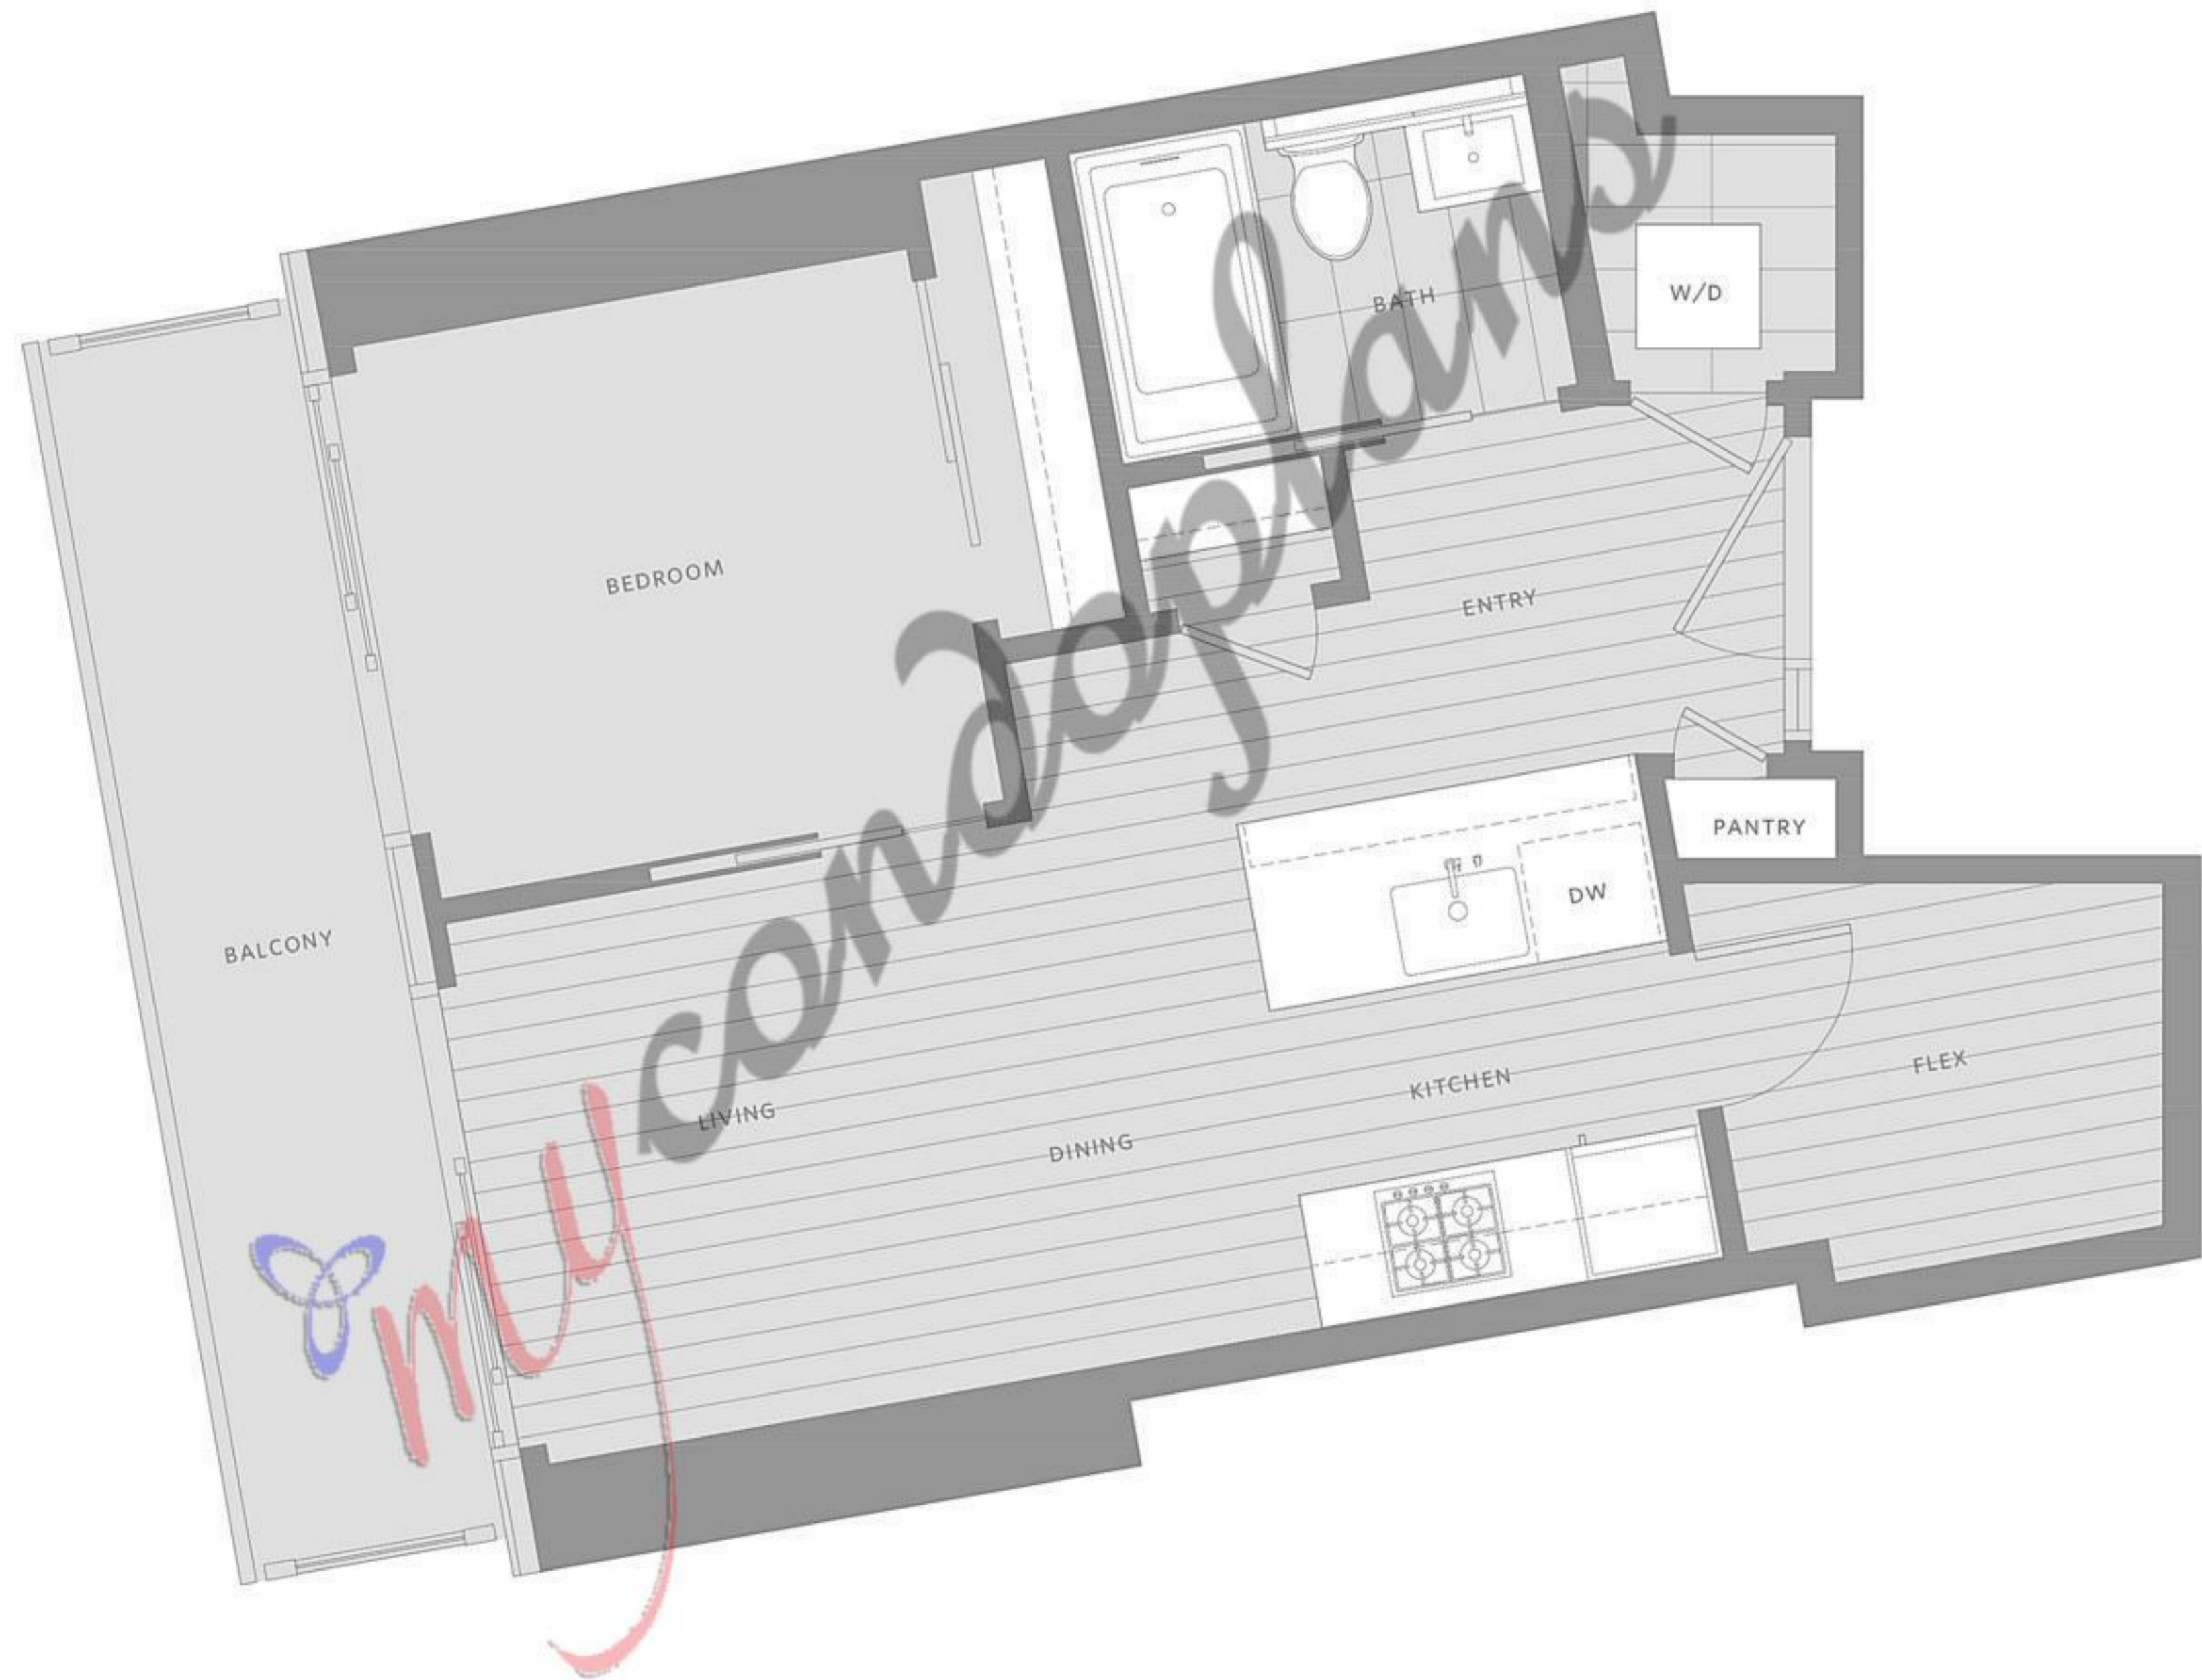 BATH
W/D
BEDROOM
ENTRY
PANTRY
DW
BALCONY
FLEX
KITCHEN
LIVING
DINING
mycondoplans